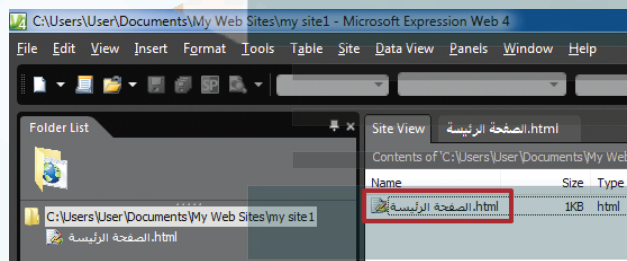 C:\Users\User\Documents\My Web Sites\my site1 - Microsoft Expression Web 4
File Edit View Insert Format Tools Table Site Data View Panels Window Help
Folder List
Site View الصفحة الرئيسة.html
Contents of 'C:\Users\User\Documents\My Web
Name Size Type
C:\Users\User\Documents\My Web Sites\my site1
الصفحة الرئيسة.html
الصفحة الرئيسة.html 1KB html